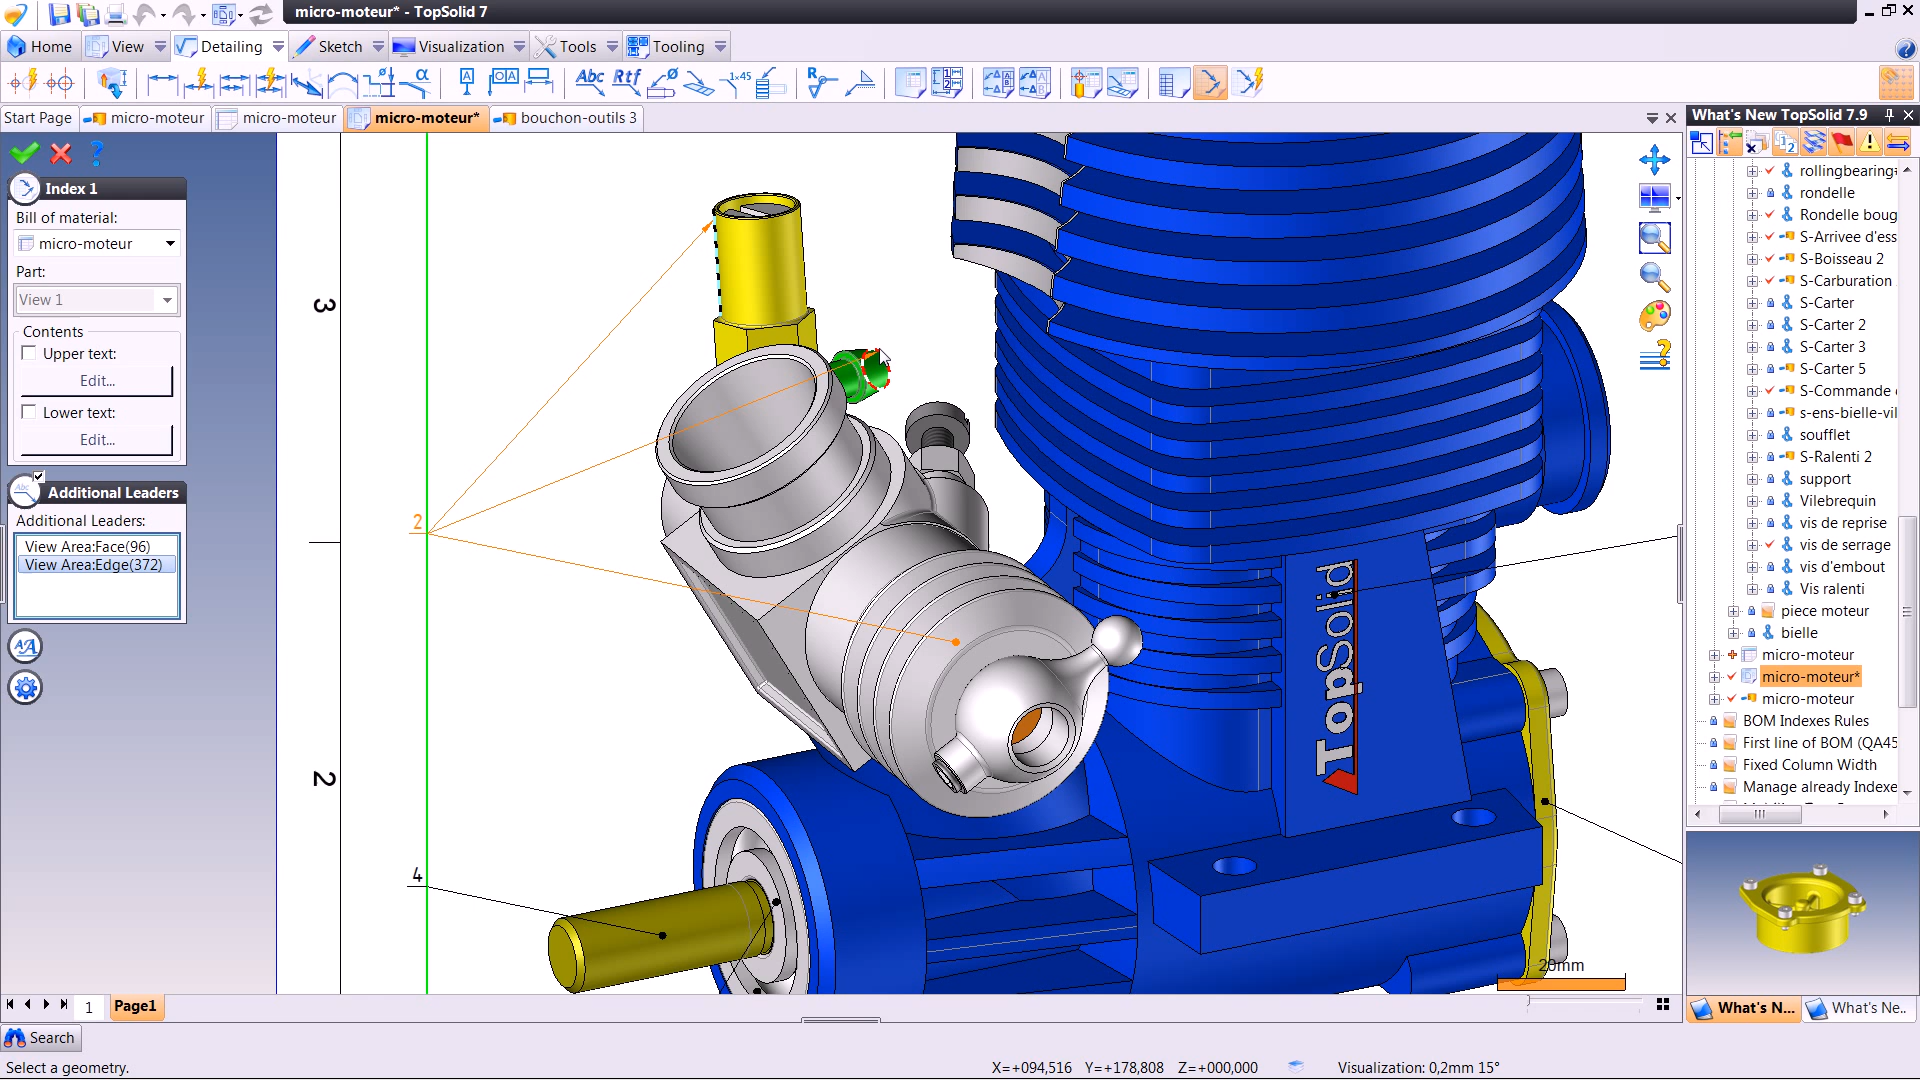 micro-moteur* - TopSolid 7
Home View Detailing Sketch Visualization Tools Tooling
Start Page micro-moteur micro-moteur micro-moteur* bouchon-outils 3
What's New TopSolid 7.9
Index 1
Bill of material:
micro-moteur
Part:
View 1
Contents
Upper text:
Edit...
Lower text:
Edit...
Additional Leaders
Additional Leaders:
View Area:Face(96)
View Area:Edge(372)
3
2
2
4
TopSolid
20mm
rollingbearing
rondelle
Rondelle boug
S-Arrivee d'ess
S-Boisseau 2
S-Carburation
S-Carter
S-Carter 2
S-Carter 3
S-Carter 5
S-Commande
s-ens-bielle-vil
soufflet
S-Ralenti 2
support
Vilebrequin
vis de reprise
vis de serrage
vis d'embout
Vis ralenti
piece moteur
bielle
micro-moteur
micro-moteur*
micro-moteur
BOM Indexes Rules
First line of BOM (QA45
Fixed Column Width
Manage already Indexe
What's N... What's Ne..
1 Page1
Search
Select a geometry.
X=+094,516 Y=+178,808 Z=+000,000 Visualization: 0,2mm 15°